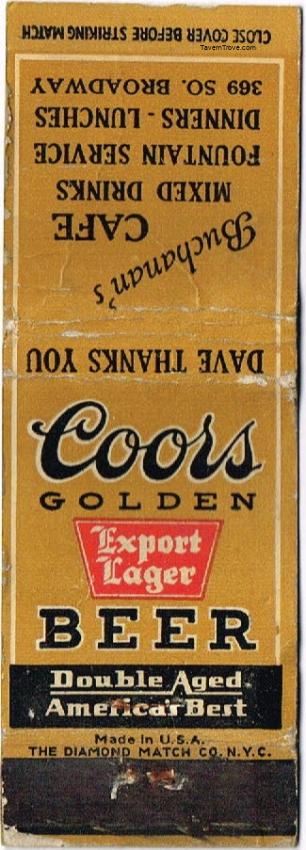 CLOSE COVER BEFORE STRIKING MATCH
TavernTrove.com
Buchanan's
CAFE
MIXED DRINKS
FOUNTAIN SERVICE
DINNERS - LUNCHES
369 SO. BROADWAY
DAVE THANKS YOU
Coors
GOLDEN
Export
Lager
BEER
Double Aged
America's Best
Made in U.S.A.
THE DIAMOND MATCH CO. N.Y.C.